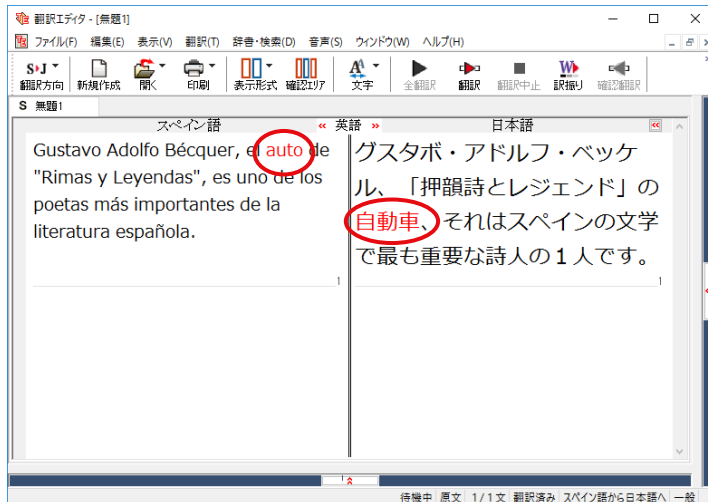 翻訳エディタ - [無題1]
ファイル(F) 編集(E) 表示(V) 翻訳(T) 辞書・検索(D) 音声(S) ウィンドウ(W) ヘルプ(H)
S›J
翻訳方向 新規作成 開く 印刷 表示形式 確認エリア 文字 全翻訳 翻訳 翻訳中止 訳振り 確認翻訳
S 無題1
スペイン語 « 英語 » 日本語 «
Gustavo Adolfo Bécquer, el auto de
"Rimas y Leyendas", es uno de los
poetas más importantes de la
literatura española.
1
グスタボ・アドルフ・ベッケ
ル、「押韻詩とレジェンド」の
自動車、それはスペインの文学
で最も重要な詩人の1人です。
1
待機中 原文 1/1文 翻訳済み スペイン語から日本語へ 一般